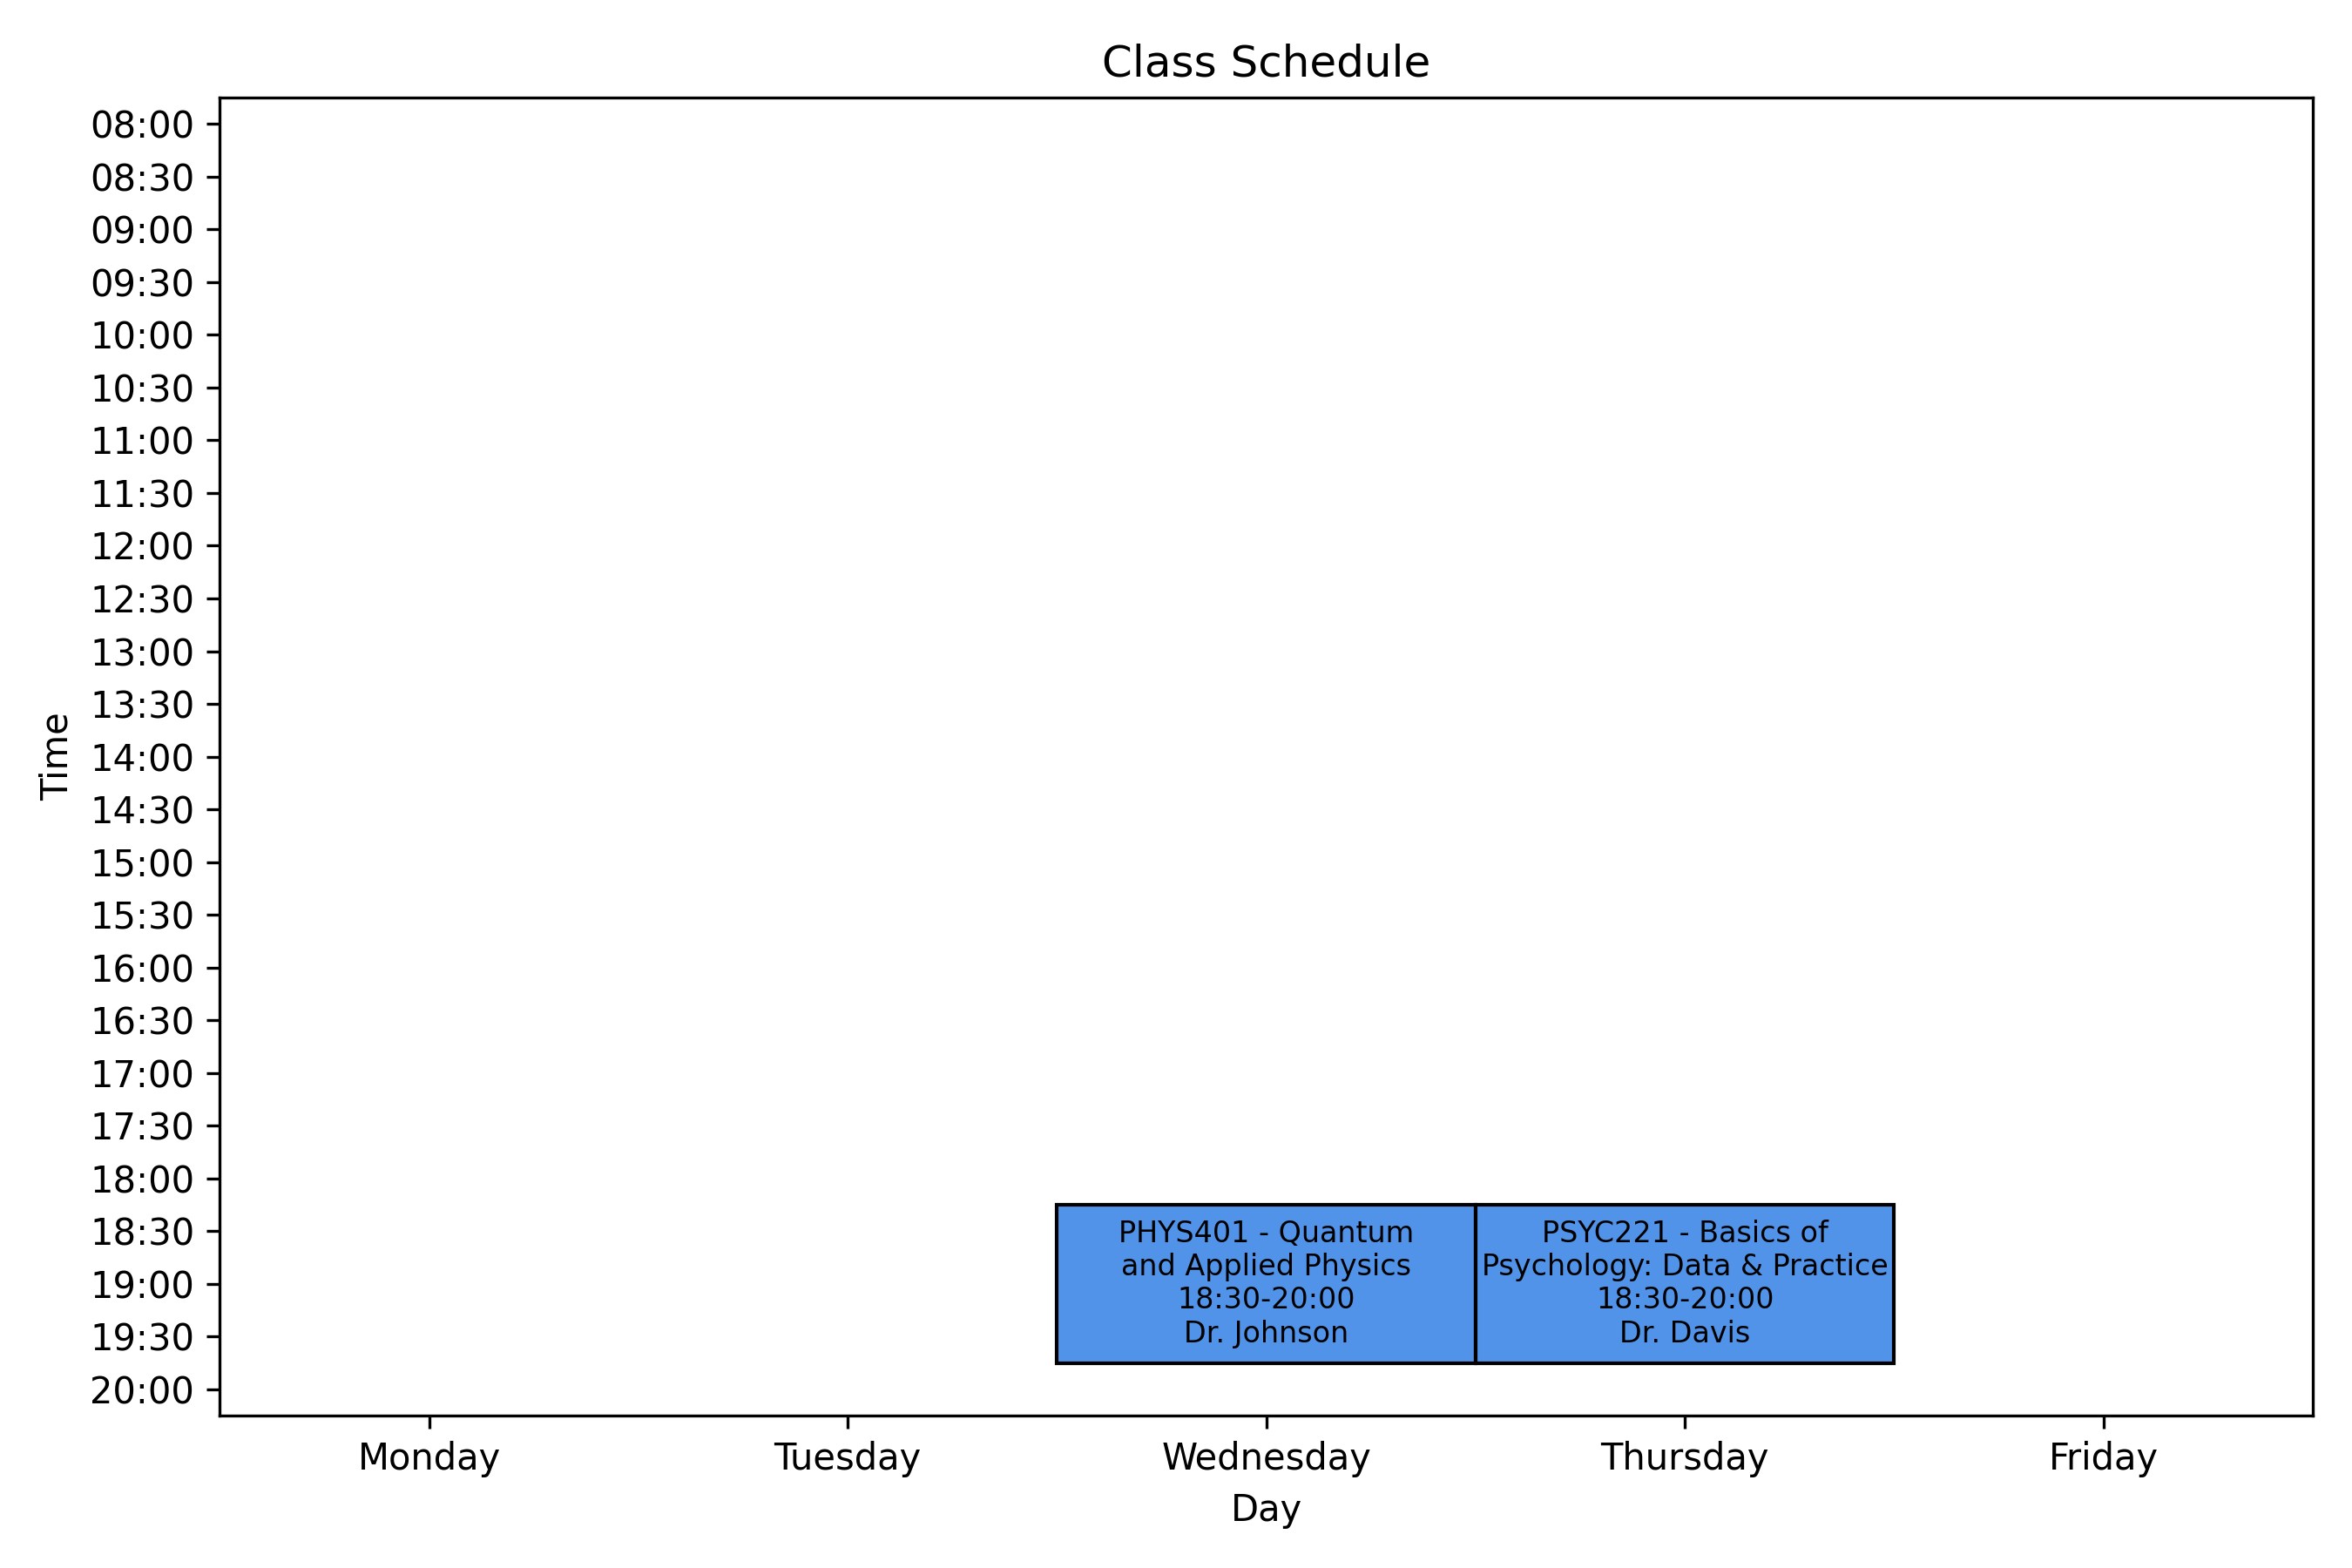 Class Schedule
Time
08:00
08:30
09:00
09:30
10:00
10:30
11:00
11:30
12:00
12:30
13:00
13:30
14:00
14:30
15:00
15:30
16:00
16:30
17:00
17:30
18:00
18:30
19:00
19:30
20:00
PHYS401 - Quantum
and Applied Physics
18:30-20:00
Dr. Johnson
PSYC221 - Basics of
Psychology: Data & Practice
18:30-20:00
Dr. Davis
Monday
Tuesday
Wednesday
Thursday
Friday
Day